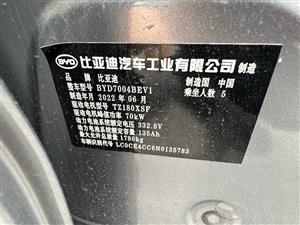 BYD 比亚迪汽车工业有限公司 制造
品牌 比亚迪 制造国 中国
整车型号 BYD7004BEV1 乘坐人数 5
制造年月 2022 年 06 月
驱动电机型号 TZ180XSF
驱动电机峰值功率 70kW
动力电池系统额定电压 332.8V
动力电池系统额定容量 135Ah
最大允许总质量 1780kg
车辆识别代号 LC0CE4CC6N0135763